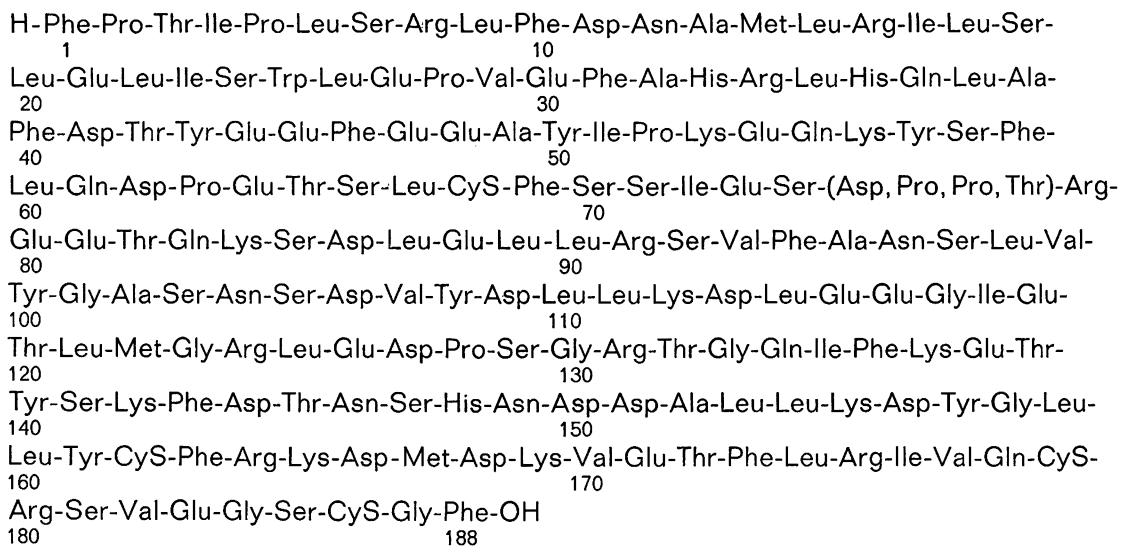 H-Phe-Pro-Thr-Ile-Pro-Leu-Ser-Arg-Leu-Phe-Asp-Asn-Ala-Met-Leu-Arg-Ile-Leu-Ser-
1 10
Leu-Glu-Leu-Ile-Ser-Trp-Leu-Glu-Pro-Val-Glu-Phe-Ala-His-Arg-Leu-His-Gln-Leu-Ala-
20 30
Phe-Asp-Thr-Tyr-Glu-Glu-Phe-Glu-Glu-Ala-Tyr-Ile-Pro-Lys-Glu-Gln-Lys-Tyr-Ser-Phe-
40 50
Leu-Gln-Asp-Pro-Glu-Thr-Ser-Leu-CyS-Phe-Ser-Ser-Ile-Glu-Ser-(Asp, Pro, Pro, Thr)-Arg-
60 70
Glu-Glu-Thr-Gln-Lys-Ser-Asp-Leu-Glu-Leu-Leu-Arg-Ser-Val-Phe-Ala-Asn-Ser-Leu-Val-
80 90
Tyr-Gly-Ala-Ser-Asn-Ser-Asp-Val-Tyr-Asp-Leu-Leu-Lys-Asp-Leu-Glu-Glu-Gly-Ile-Glu-
100 110
Thr-Leu-Met-Gly-Arg-Leu-Glu-Asp-Pro-Ser-Gly-Arg-Thr-Gly-Gln-Ile-Phe-Lys-Glu-Thr-
120 130
Tyr-Ser-Lys-Phe-Asp-Thr-Asn-Ser-His-Asn-Asp-Asp-Ala-Leu-Leu-Lys-Asp-Tyr-Gly-Leu-
140 150
Leu-Tyr-CyS-Phe-Arg-Lys-Asp-Met-Asp-Lys-Val-Glu-Thr-Phe-Leu-Arg-Ile-Val-Gln-CyS-
160 170
Arg-Ser-Val-Glu-Gly-Ser-CyS-Gly-Phe-OH
180 188